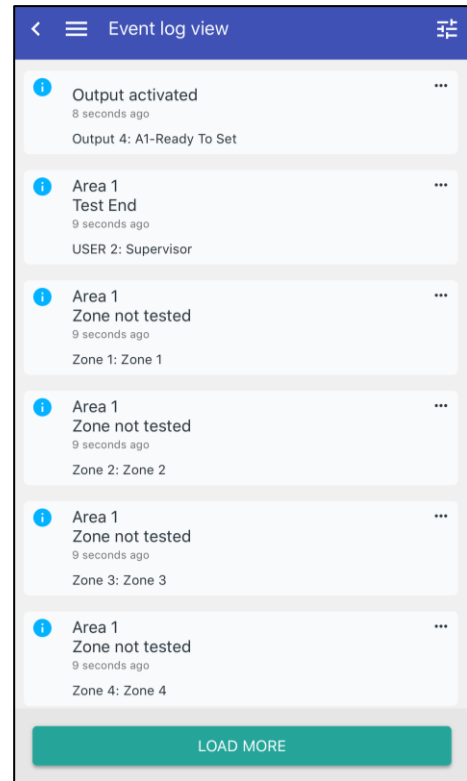 Event log view
Output activated
8 seconds ago
Output 4: A1-Ready To Set
Area 1
Test End
9 seconds ago
USER 2: Supervisor
Area 1
Zone not tested
9 seconds ago
Zone 1: Zone 1
Area 1
Zone not tested
9 seconds ago
Zone 2: Zone 2
Area 1
Zone not tested
9 seconds ago
Zone 3: Zone 3
Area 1
Zone not tested
9 seconds ago
Zone 4: Zone 4
LOAD MORE